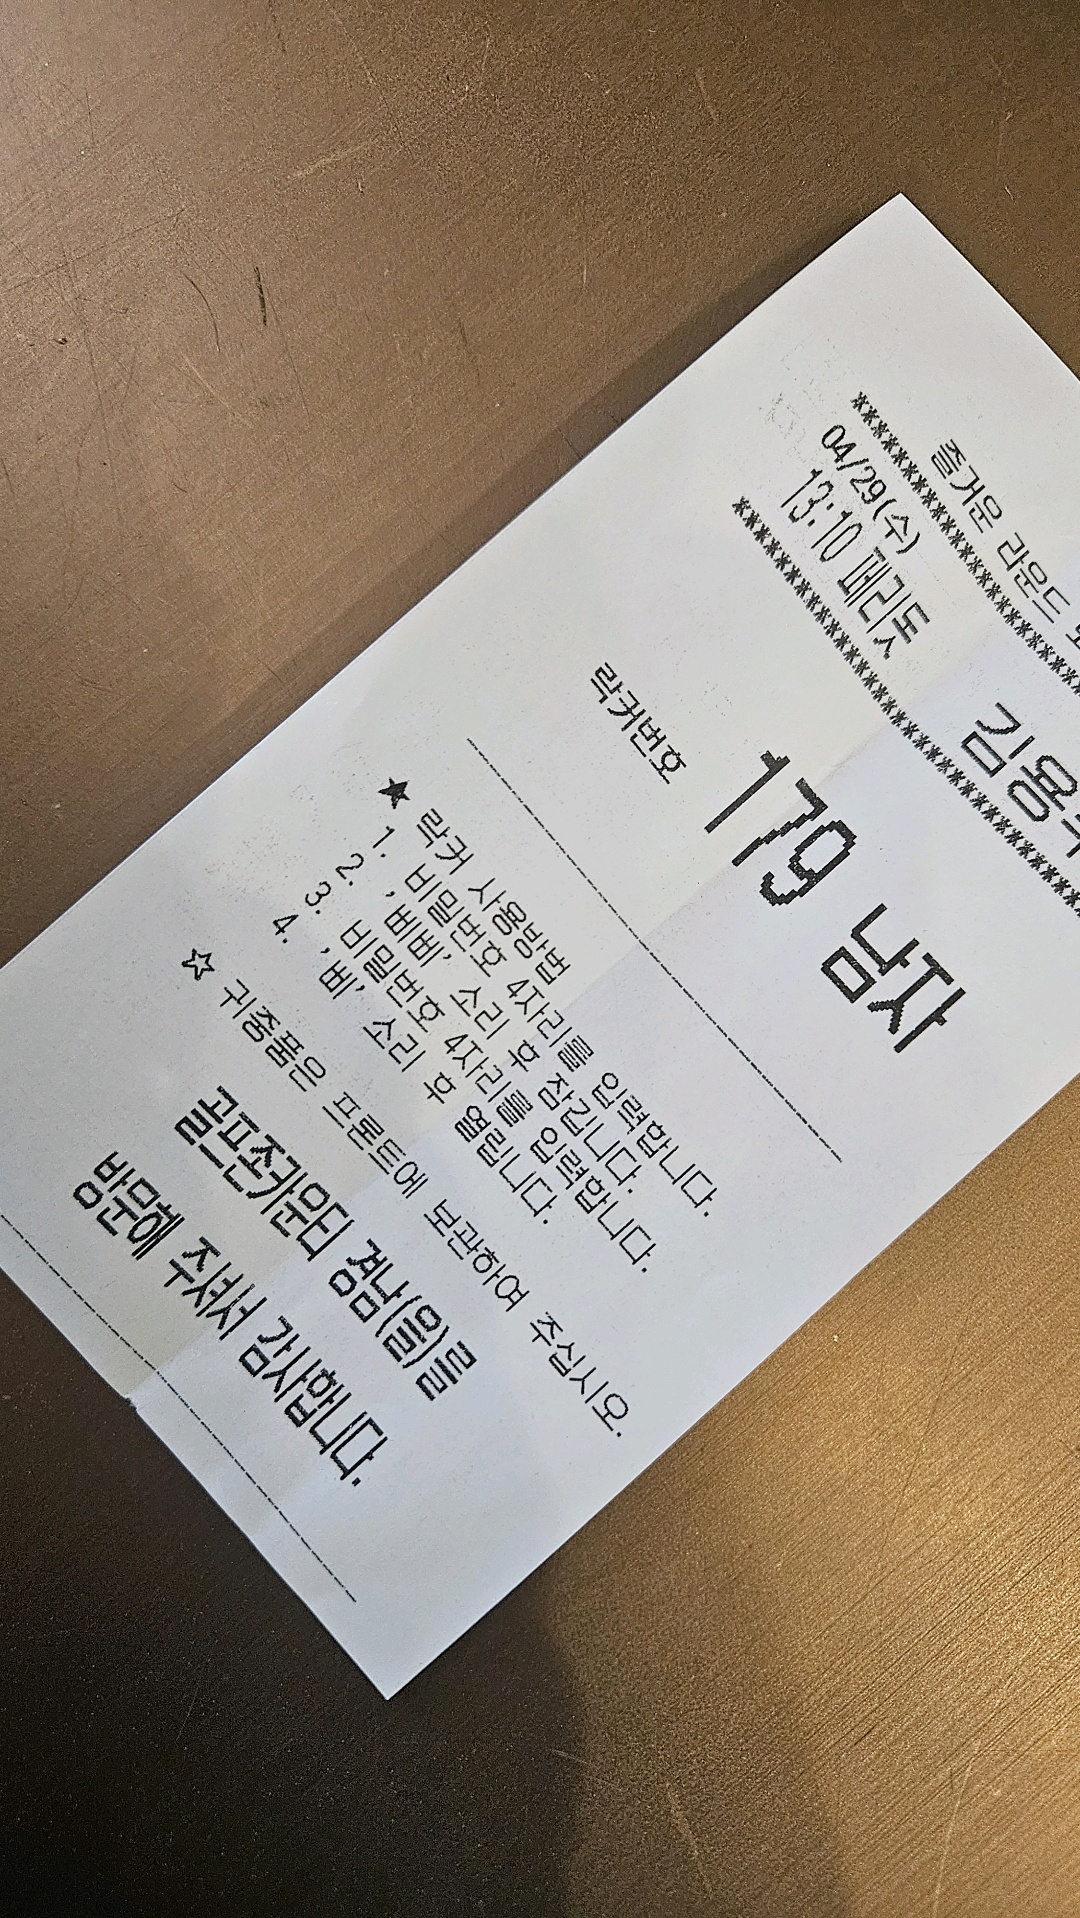 즐거운 라운드
****************************
04/29(수)
13:10 페리돗 김용
****************************
락커번호
179 남자
★ 락커 사용방법
1. 비밀번호 4자리를 입력합니다.
2. '삐삐' 소리 후 잠깁니다.
3. 비밀번호 4자리를 입력합니다.
4. '삐' 소리 후 열립니다.
☆ 귀중품은 프론트에 보관하여 주십시오.
골프존카운티 경남(을)를
방문해 주셔서 감사합니다.